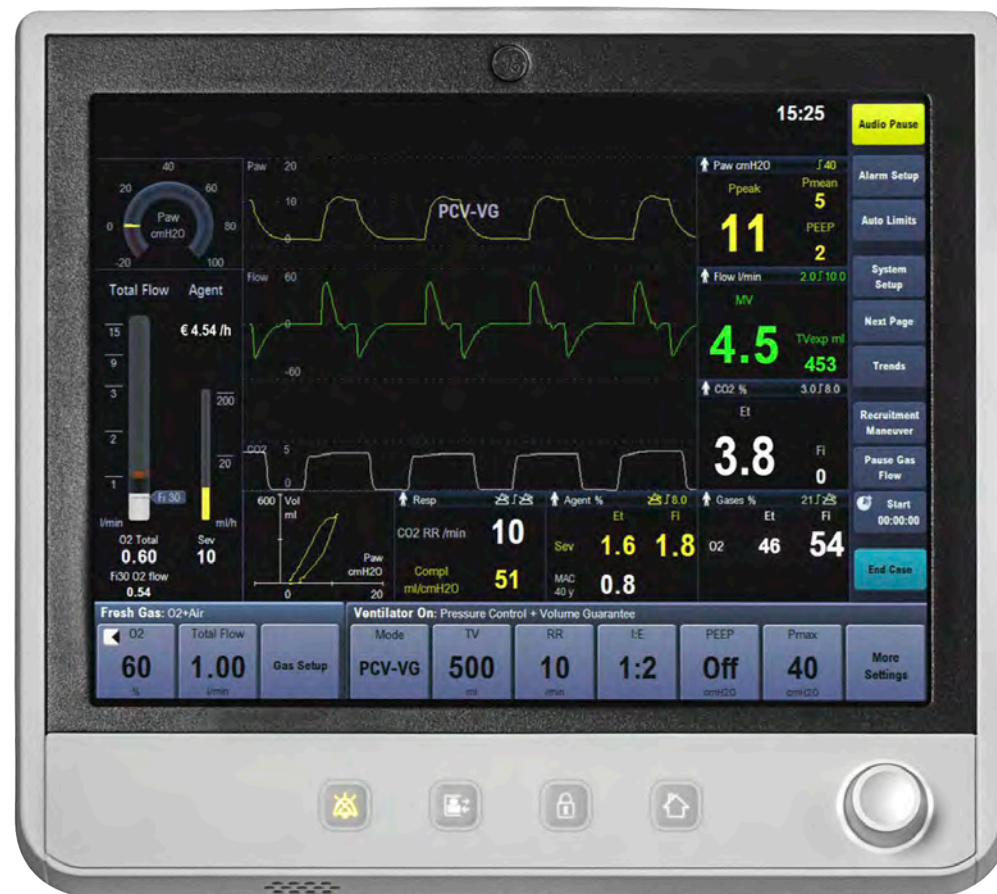 15:25
Audio Pause
Alarm Setup
Auto Limits
System
Setup
Next Page
Trends
Recruitment
Maneuver
Pause Gas
Flow
Start
00:00:00
End Case
40
20 60
Paw
cmH2O
0 80
-20 100
Paw 20
10
0
PCV-VG
Flow 60
0
-60
CO2 5
0
Paw cmH2O 40
Ppeak Pmean
11 5
PEEP
2
Flow l/min 2.0 10.0
MV
4.5 TVexp ml
453
CO2 % 3.0 8.0
Et
3.8 Fi
0
Total Flow Agent
€ 4.54 /h
15
9
3
2
1
200
20
Fi 30
l/min ml/h
O2 Total Sev
0.60 10
Fi30 O2 flow
0.54
600 Vol
ml
Paw
cmH2O
0 20
Resp
CO2 RR /min 10
Compl
ml/cmH2O 51
Agent % 8.0
Et Fi
Sev 1.6 1.8
MAC
40 y 0.8
Gases % 21
Et Fi
O2 46 54
Fresh Gas: O2+Air
O2
60
%
Total Flow
1.00
l/min
Gas Setup
Ventilator On: Pressure Control + Volume Guarantee
Mode
PCV-VG
TV
500
ml
RR
10
/min
I:E
1:2
PEEP
Off
cmH2O
Pmax
40
cmH2O
More
Settings